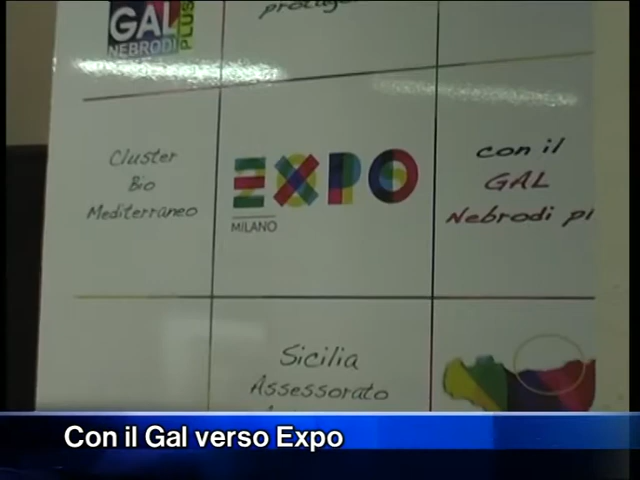 GAL
NEBRODI
PLUS
Cluster
Bio
Mediterraneo
EXPO
MILANO
con il
GAL
Nebrodi pl
Sicilia
Assessorato
Con il Gal verso Expo